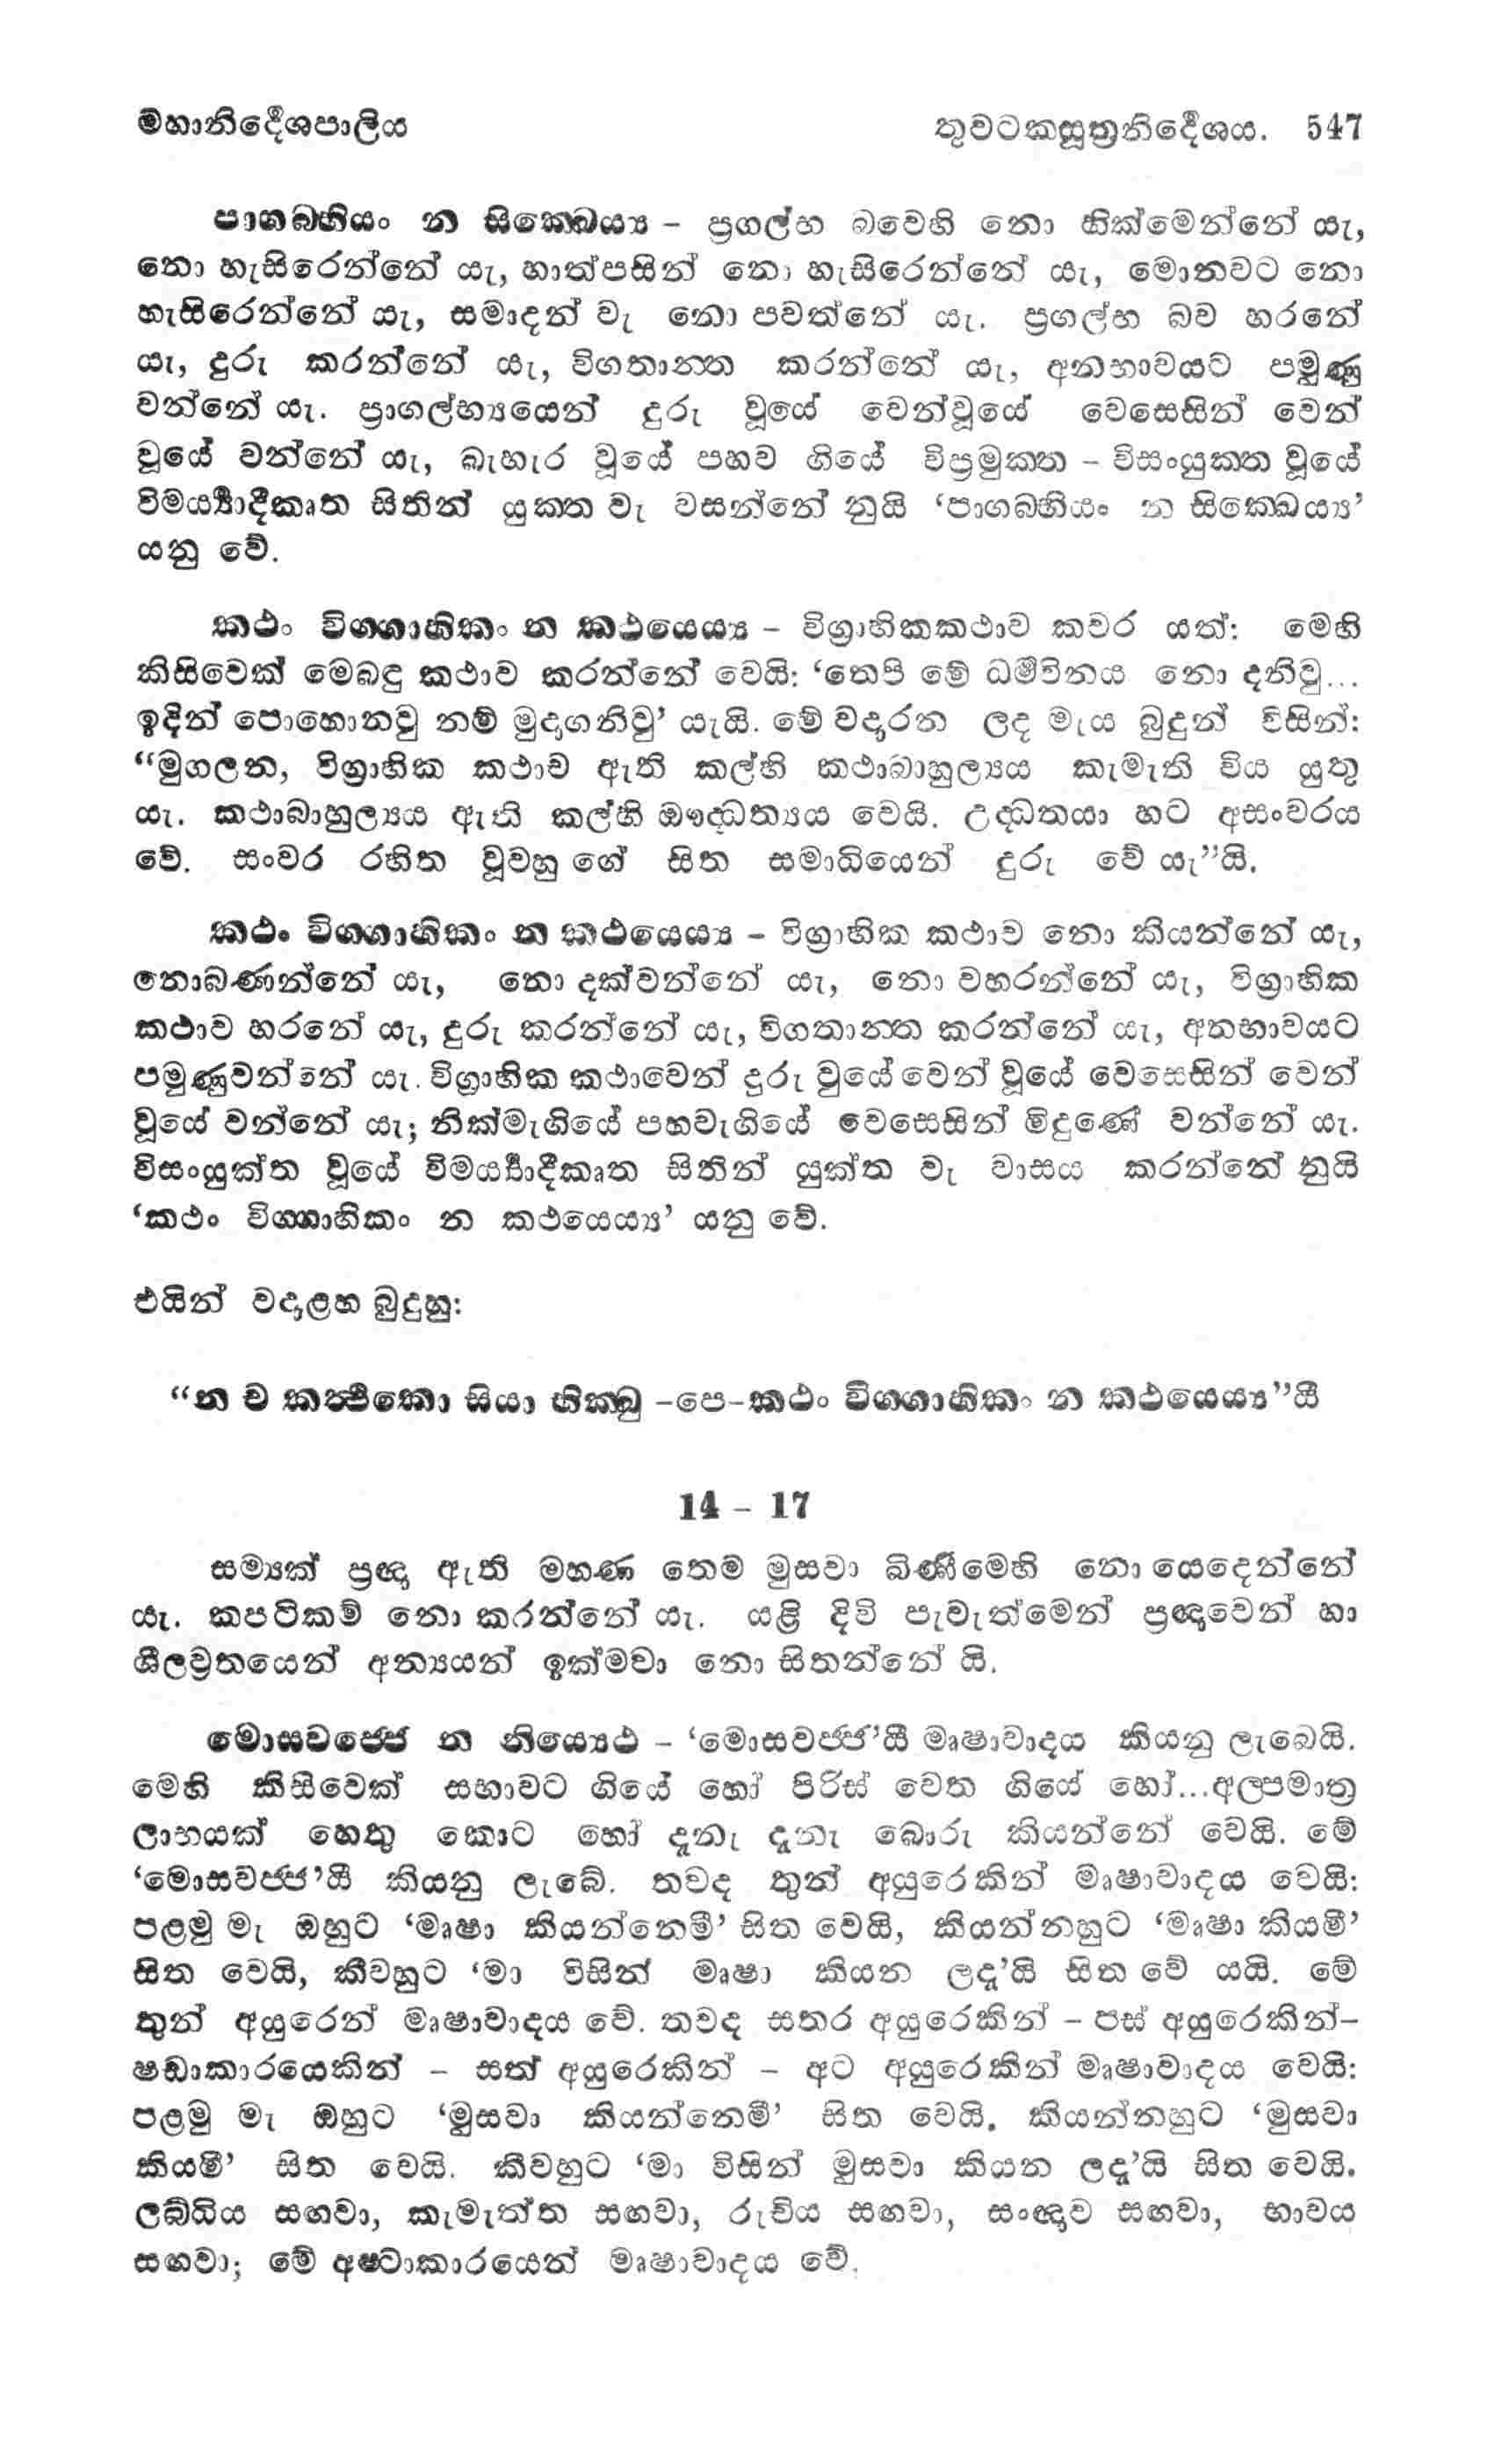 මහානිර්දේශපාලිය තුවටකසූත්‍රනිර්දේශය. 547
පාගබ්භියං න සික්ඛෙය්‍ය – ප්‍රගල්භ බවෙහි නො හික්මෙන්නේ යැ,
නො හැසිරෙන්නේ යැ, හාත්පසින් නො හැසිරෙන්නේ යැ, මොනවට නො
හැසිරෙන්නේ යැ, සමාදන් වැ නො පවත්නේ යැ. ප්‍රගල්භ බව හරනේ
යැ, දුරු කරන්නේ යැ, විගතාන්ත කරන්නේ යැ, අනභාවයට පමුණු
වන්නේ යැ. ප්‍රාගල්භ්‍යයෙන් දුරු වූයේ වෙන්වූයේ වෙසෙසින් වෙන්
වූයේ වන්නේ යැ, බැහැර වූයේ පහව ගියේ විප්‍රමුක්ත – විසංයුක්ත වූයේ
විමර්‍ය්‍යාදීකෘත සිතින් යුක්ත වැ වසන්නේ නුයි ‘පාගබ්භියං න සික්ඛෙය්‍ය’
යනු වේ.
කථං විග්ගාහිකං න කථයෙය්‍ය – විග්‍රාහිකකථාව කවර යත්: මෙහි
කිසිවෙක් මෙබඳු කථාව කරන්නේ වෙයි: ‘තෙපි මේ ධර්මවිනය නො දනිවු...
ඉදින් පොහොනවු නම් මුදාගනිවු’ යැයි. මේ වදාරන ලද මැය බුදුන් විසින්:
“මුගලන, විග්‍රාහික කථාව ඇති කල්හි කථාබාහුල්‍යය කැමැති විය යුතු
යැ. කථාබාහුල්‍යය ඇති කල්හි ඖද්ධත්‍යය වෙයි. උද්ධතයා හට අසංවරය
වේ. සංවර රහිත වූවහු ගේ සිත සමාධියෙන් දුරු වේ යැ”යි.
කථං විග්ගාහිකං න කථයෙය්‍ය – විග්‍රාහික කථාව නො කියන්නේ යැ,
නොබණන්නේ යැ, නො දක්වන්නේ යැ, නො වහරන්නේ යැ, විග්‍රාහික
කථාව හරනේ යැ, දුරු කරන්නේ යැ, විගතාන්ත කරන්නේ යැ, අනභාවයට
පමුණුවන්නේ යැ. විග්‍රාහික කථාවෙන් දුරු වූයේ වෙන් වූයේ වෙසෙසින් වෙන්
වූයේ වන්නේ යැ; නික්මැගියේ පහවැගියේ වෙසෙසින් මිදුණේ වන්නේ යැ.
විසංයුක්ත වූයේ විමර්‍ය්‍යාදීකෘත සිතින් යුක්ත වැ වාසය කරන්නේ නුයි
‘කථං විග්ගාහිකං න කථයෙය්‍ය’ යනු වේ.
එයින් වදාළහ බුදුහු:
“න ච කත්ථිකො සියා භික්ඛු –පෙ–කථං විග්ගාහිකං න කථයෙය්‍ය”යී
14 – 17
සම්‍යක් ප්‍රඥා ඇති මහණ තෙම මුසවා බිණීමෙහි නො යෙදෙන්නේ
යැ. කපටිකම් නො කරන්නේ යැ. යළි දිවි පැවැත්මෙන් ප්‍රඥාවෙන් හා
ශීලව්‍රතයෙන් අන්‍යයන් ඉක්මවා නො සිතන්නේ යි.
මොසවජ්ජේ න නිය්‍යෙථ – ‘මොසවජ්ජ’යී මෘෂාවාදය කියනු ලැබෙයි.
මෙහි කිසිවෙක් සභාවට ගියේ හෝ පිරිස් වෙත ගියේ හෝ...අල්පමාත්‍ර
ලාභයක් හෙතු කොට හෝ දැනැ දැනැ බොරු කියන්නේ වෙයි. මේ
‘මොසවජ්ජ’යී කියනු ලැබේ. තවද තුන් අයුරෙකින් මෘෂාවාදය වෙයි:
පළමු මැ ඔහුට ‘මෘෂා කියන්නෙමී’ සිත වෙයි, කියන්නහුට ‘මෘෂා කියමී’
සිත වෙයි, කීවහුට ‘මා විසින් මෘෂා කියන ලදැ’යි සිත වේ යයි. මේ
තුන් අයුරෙන් මෘෂාවාදය වේ. තවද සතර අයුරෙකින් – පස් අයුරෙකින්–
ෂඩාකාරයෙකින් – සත් අයුරෙකින් – අට අයුරෙකින් මෘෂාවාදය වෙයි:
පළමු මැ ඔහුට ‘මුසවා කියන්නෙමී’ සිත වෙයි. කියන්නහුට ‘මුසවා
කියමී’ සිත වෙයි. කීවහුට ‘මා විසින් මුසවා කියන ලදැ’යි සිත වෙයි.
ලබ්ධිය සඟවා, කැමැත්ත සඟවා, රුචිය සඟවා, සංඥාව සඟවා, භාවය
සඟවා; මේ අෂ්ටාකාරයෙන් මෘෂාවාදය වේ.